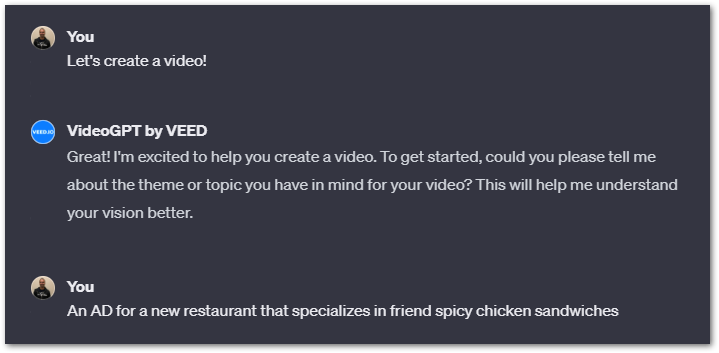 You
Let's create a video!
VEED.IO
VideoGPT by VEED
Great! I'm excited to help you create a video. To get started, could you please tell me
about the theme or topic you have in mind for your video? This will help me understand
your vision better.
You
An AD for a new restaurant that specializes in friend spicy chicken sandwiches